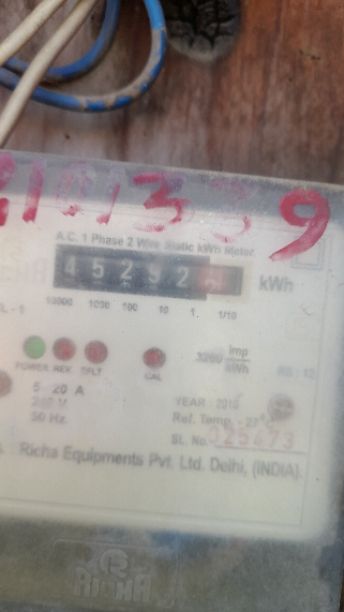 A.C. 1 Phase 2 Wire Static kWh Meter
4 5 2 9 2 kWh
10000 1000 100 10 1 1/10
POWER REV. CAL
3200 imp/kWh
5 - 20 A
240 V
50 Hz
YEAR : 2010
Ref. Temp. : 27°C
SL. No. 525473
Richa Equipments Pvt. Ltd. Delhi, (INDIA).